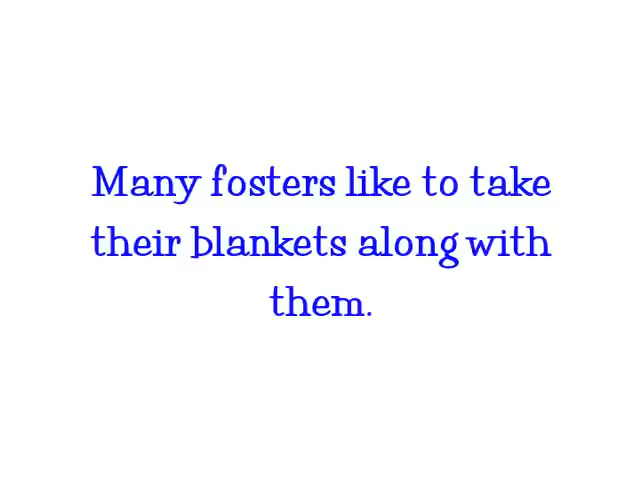 Many fosters like to take
their blankets along with
them.